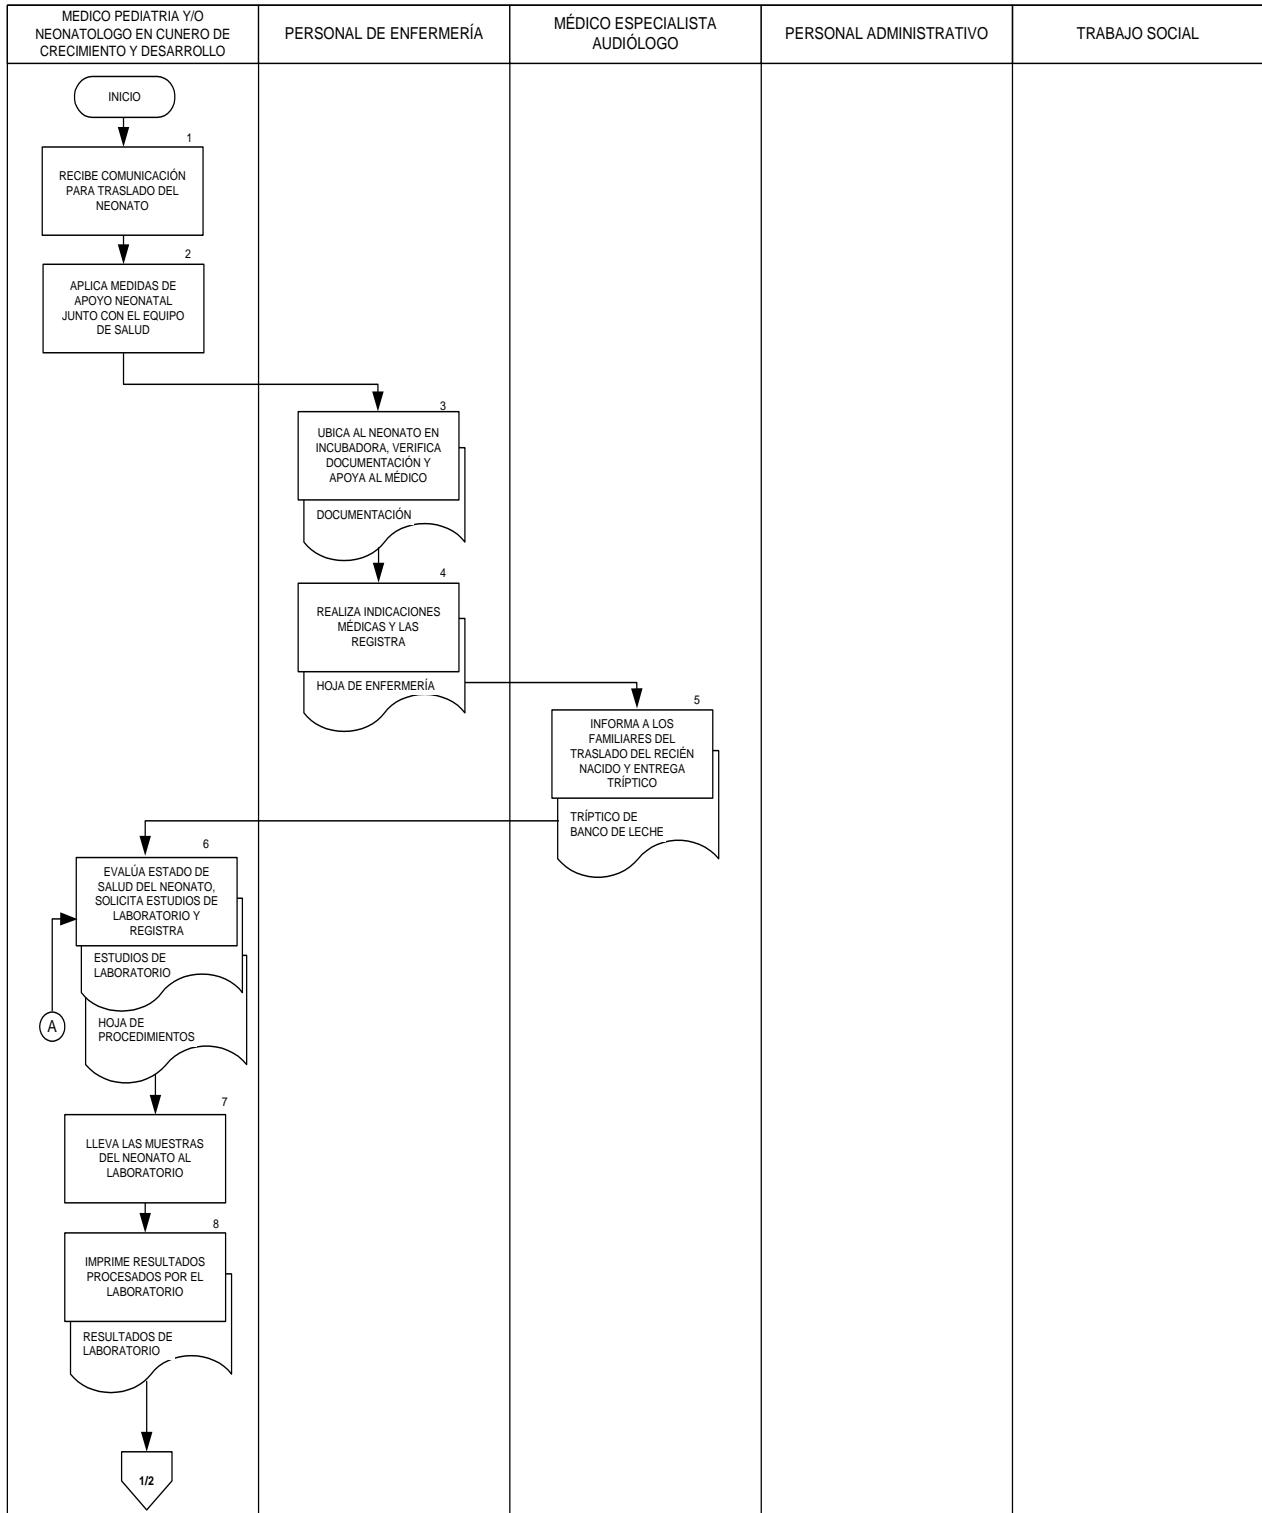 MEDICO PEDIATRIA Y/O
NEONATOLOGO EN CUNERO DE
CRECIMIENTO Y DESARROLLO
PERSONAL DE ENFERMERÍA
MÉDICO ESPECIALISTA
AUDIÓLOGO
PERSONAL ADMINISTRATIVO
TRABAJO SOCIAL
INICIO
1
RECIBE COMUNICACIÓN
PARA TRASLADO DEL
NEONATO
2
APLICA MEDIDAS DE
APOYO NEONATAL
JUNTO CON EL EQUIPO
DE SALUD
3
UBICA AL NEONATO EN
INCUBADORA, VERIFICA
DOCUMENTACIÓN Y
APOYA AL MÉDICO
DOCUMENTACIÓN
4
REALIZA INDICACIONES
MÉDICAS Y LAS
REGISTRA
HOJA DE ENFERMERÍA
5
INFORMA A LOS
FAMILIARES DEL
TRASLADO DEL RECIÉN
NACIDO Y ENTREGA
TRÍPTICO
TRÍPTICO DE
BANCO DE LECHE
6
EVALÚA ESTADO DE
SALUD DEL NEONATO,
SOLICITA ESTUDIOS DE
LABORATORIO Y
REGISTRA
ESTUDIOS DE
LABORATORIO
A
HOJA DE
PROCEDIMIENTOS
7
LLEVA LAS MUESTRAS
DEL NEONATO AL
LABORATORIO
8
IMPRIME RESULTADOS
PROCESADOS POR EL
LABORATORIO
RESULTADOS DE
LABORATORIO
1/2